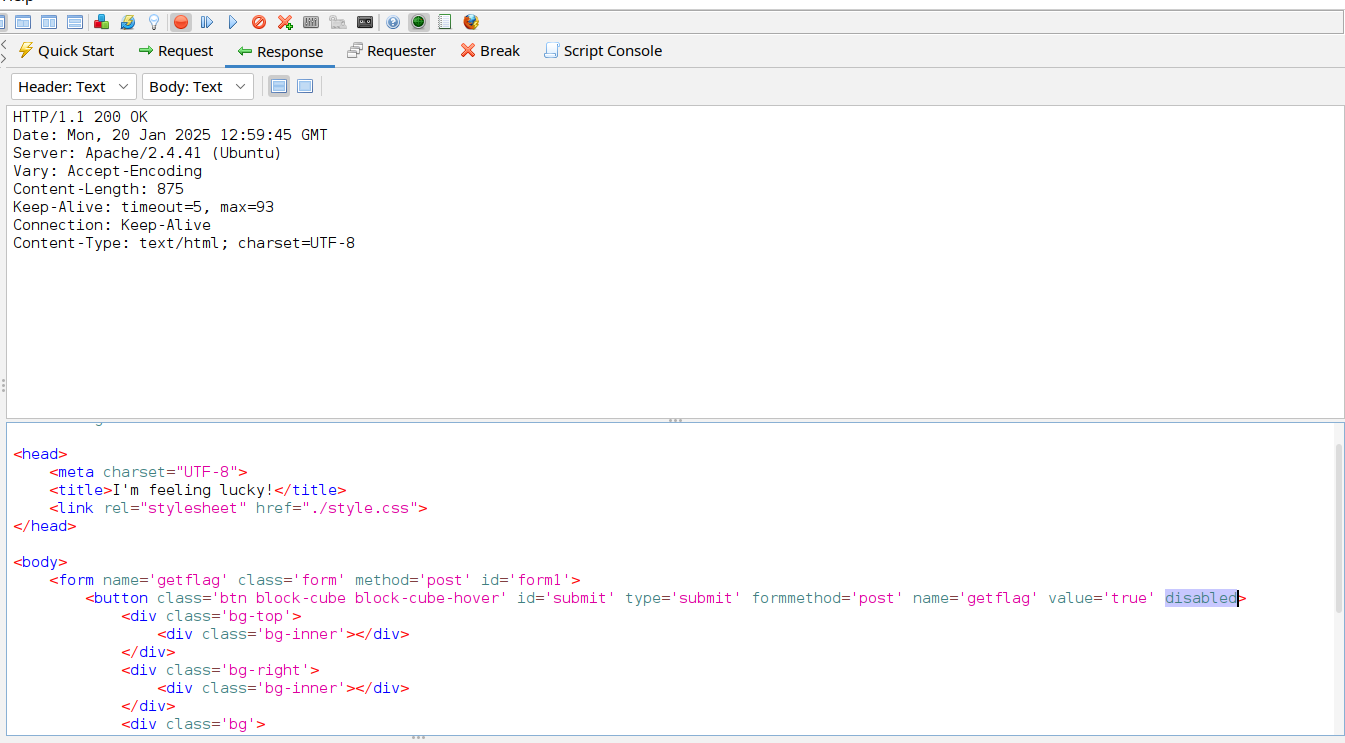 Help
Quick Start Request Response Requester Break Script Console
Header: Text Body: Text
HTTP/1.1 200 OK
Date: Mon, 20 Jan 2025 12:59:45 GMT
Server: Apache/2.4.41 (Ubuntu)
Vary: Accept-Encoding
Content-Length: 875
Keep-Alive: timeout=5, max=93
Connection: Keep-Alive
Content-Type: text/html; charset=UTF-8
<head>
    <meta charset="UTF-8">
    <title>I'm feeling lucky!</title>
    <link rel="stylesheet" href="./style.css">
</head>
<body>
    <form name='getflag' class='form' method='post' id='form1'>
        <button class='btn block-cube block-cube-hover' id='submit' type='submit' formmethod='post' name='getflag' value='true' disabled>
            <div class='bg-top'>
                <div class='bg-inner'></div>
            </div>
            <div class='bg-right'>
                <div class='bg-inner'></div>
            </div>
            <div class='bg'>